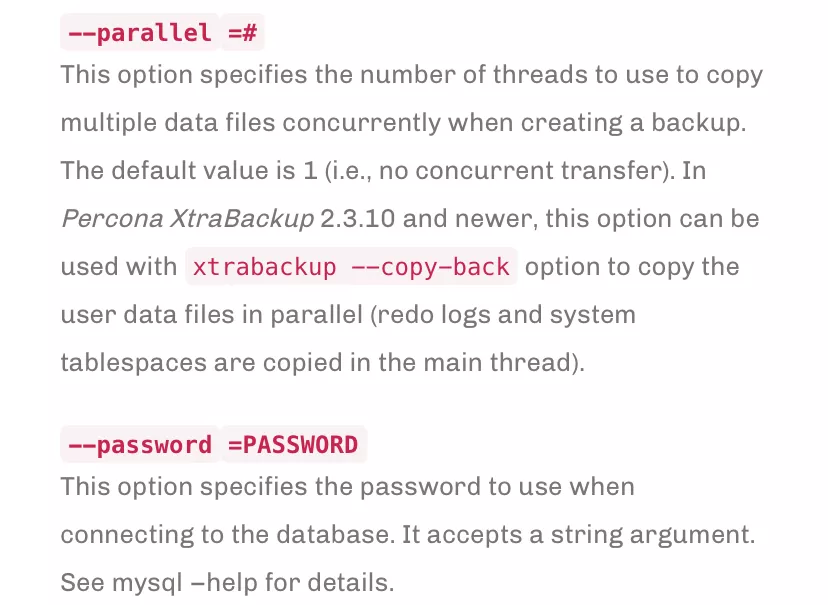 --parallel =#
This option specifies the number of threads to use to copy
multiple data files concurrently when creating a backup.
The default value is 1 (i.e., no concurrent transfer). In
Percona XtraBackup 2.3.10 and newer, this option can be
used with xtrabackup --copy-back option to copy the
user data files in parallel (redo logs and system
tablespaces are copied in the main thread).
--password =PASSWORD
This option specifies the password to use when
connecting to the database. It accepts a string argument.
See mysql –help for details.